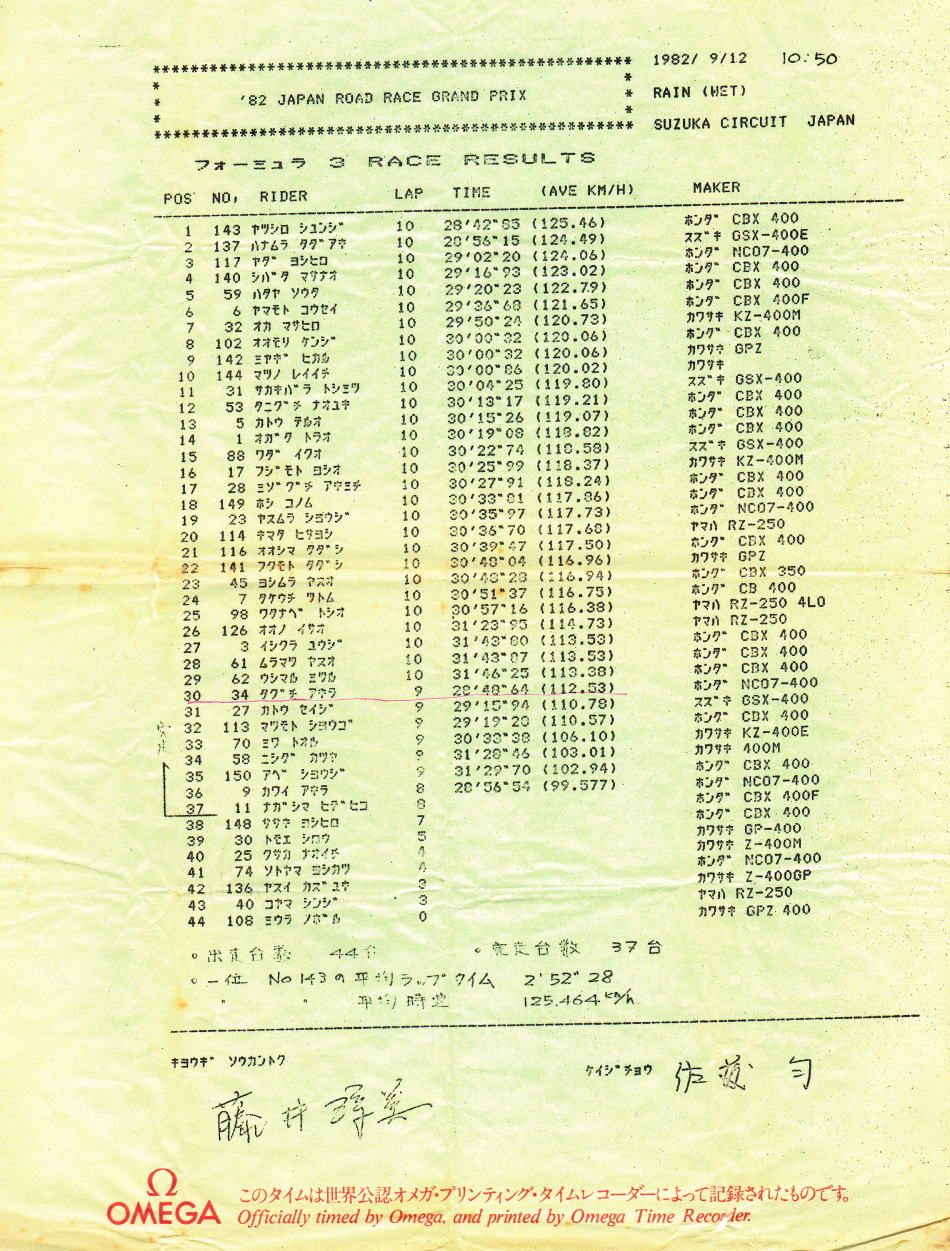 *****************************************************
1982/ 9/12 10:50
'82 JAPAN ROAD RACE GRAND PRIX
RAIN (WET)
*****************************************************
SUZUKA CIRCUIT JAPAN
フォーミュラ 3 RACE RESULTS
POS NO, RIDER LAP TIME (AVE KM/H) MAKER
1 143 ヤツシロ シュンジ 10 28'42"85 (125.46) ホンダ CBX 400
2 137 ハナムラ タダアキ 10 28'56"15 (124.49) スズキ GSX-400E
3 117 ヤダ ヨシヒロ 10 29'02"20 (124.06) ホンダ NC07-400
4 140 シバタ マサナオ 10 29'16"93 (123.02) ホンダ CBX 400
5 59 ハタヤ ソウタ 10 29'20"23 (122.79) ホンダ CBX 400
6 6 ヤマモト コウセイ 10 29'36"68 (121.65) ホンダ CBX 400F
7 32 オカ マサヒロ 10 29'50"24 (120.73) カワサキ KZ-400M
8 102 オオモリ ケンジ 10 30'00"32 (120.06) ホンダ CBX 400
9 142 ミヤギ ヒカル 10 30'00"32 (120.06) カワサキ GPZ
10 144 マツノ レイイチ 10 30'00"86 (120.02) カワサキ
11 31 サカキバラ トシミツ 10 30'04"25 (119.80) スズキ GSX-400
12 53 タニグチ ナオユキ 10 30'13"17 (119.21) ホンダ CBX 400
13 5 カトウ テルオ 10 30'15"26 (119.07) ホンダ CBX 400
14 1 オガタ トラオ 10 30'19"08 (118.82) ホンダ CBX 400
15 88 ワダ イクオ 10 30'22"74 (118.58) スズキ GSX-400
16 17 フジモト ヨシオ 10 30'25"99 (118.37) カワサキ KZ-400M
17 28 ミゾグチ アキミチ 10 30'27"91 (118.24) ホンダ CBX 400
18 149 ホシ コノム 10 30'33"81 (117.86) ホンダ CBX 400
19 23 ヤスムラ ショウジ 10 30'35"97 (117.73) ホンダ NC07-400
20 114 キマタ ヒサヨシ 10 30'36"70 (117.68) ヤマハ RZ-250
21 116 オオシマ タダシ 10 30'39"47 (117.50) ホンダ CBX 400
22 141 フクモト タダシ 10 30'48"04 (116.96) カワサキ GPZ
23 45 ヨシムラ ヤスオ 10 30'48"28 (116.94) ホンダ CBX 350
24 7 タケウチ ツトム 10 30'51"37 (116.75) ホンダ CB 400
25 98 ワタナベ トシオ 10 30'57"16 (116.38) ヤマハ RZ-250 4L0
26 126 オオノ イサオ 10 31'23"95 (114.73) ヤマハ RZ-250
27 3 イシクラ ユウジ 10 31'43"80 (113.53) ホンダ CBX 400
28 61 ムラマツ ヤスオ 10 31'43"87 (113.53) ホンダ CBX 400
29 62 ウシマル ミツル 10 31'46"25 (113.38) ホンダ CBX 400
30 34 タグチ アキラ 9 28'48"64 (112.53) ホンダ NC07-400
31 27 カトウ セイジ 9 29'15"94 (110.78) スズキ GSX-400
32 113 マツモト ショウゴ 9 29'19"28 (110.57) ホンダ CBX 400
33 70 ミワ トオル 9 30'33"38 (106.10) カワサキ KZ-400E
34 58 ニシダ カツキ 9 31'28"46 (103.01) カワサキ 400M
35 150 アベ ショウジ 9 31'29"70 (102.94) ホンダ CBX 400
36 9 カワイ アキラ 8 28'56"54 (99.577) ホンダ NC07-400
37 11 ナガシマ ヒデヒコ 8 ホンダ CBX 400F
38 148 ササキ ヨシヒロ 7 ホンダ CBX 400
39 30 トモエ シロウ 5 カワサキ GP-400
40 25 クサカ ナオイチ 4 カワサキ Z-400M
41 74 ソトヤマ ヨシカツ 4 ホンダ NC07-400
42 136 ヤスイ カズユキ 3 カワサキ Z-400GP
43 40 コヤマ シンジ 3 ヤマハ RZ-250
44 108 ミウラ ノボル 0 カワサキ GPZ 400
完走
。出走台数 44台 。完走台数 37台
。一位 No 143の平均ラップタイム 2'52"28
" " 平均時速 125.464 km/h
キョウギ ソウカントク
ケイジチョウ 佐藤 勻
藤井璋美
Ω
OMEGA
このタイムは世界公認オメガ・プリンティング・タイムレコーダーによって記録されたものです。
Officially timed by Omega, and printed by Omega Time Recorder.